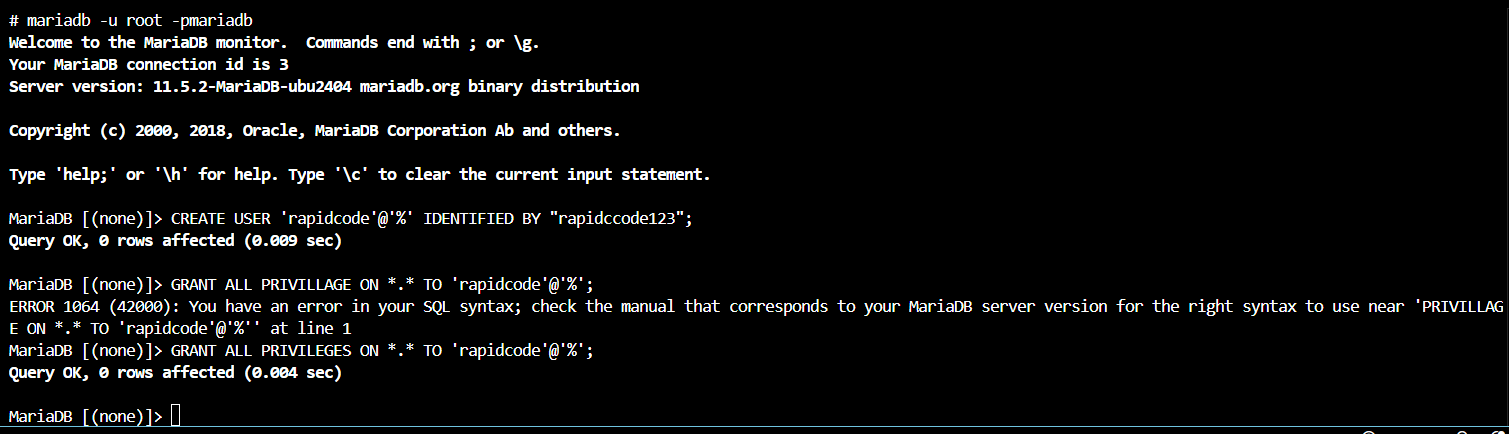 # mariadb -u root -pmariadb
Welcome to the MariaDB monitor.  Commands end with ; or \g.
Your MariaDB connection id is 3
Server version: 11.5.2-MariaDB-ubu2404 mariadb.org binary distribution
Copyright (c) 2000, 2018, Oracle, MariaDB Corporation Ab and others.
Type 'help;' or '\h' for help. Type '\c' to clear the current input statement.
MariaDB [(none)]> CREATE USER 'rapidcode'@'%' IDENTIFIED BY "rapidccode123";
Query OK, 0 rows affected (0.009 sec)
MariaDB [(none)]> GRANT ALL PRIVILLAGE ON *.* TO 'rapidcode'@'%';
ERROR 1064 (42000): You have an error in your SQL syntax; check the manual that corresponds to your MariaDB server version for the right syntax to use near 'PRIVILLAG
E ON *.* TO 'rapidcode'@'%'' at line 1
MariaDB [(none)]> GRANT ALL PRIVILEGES ON *.* TO 'rapidcode'@'%';
Query OK, 0 rows affected (0.004 sec)
MariaDB [(none)]>